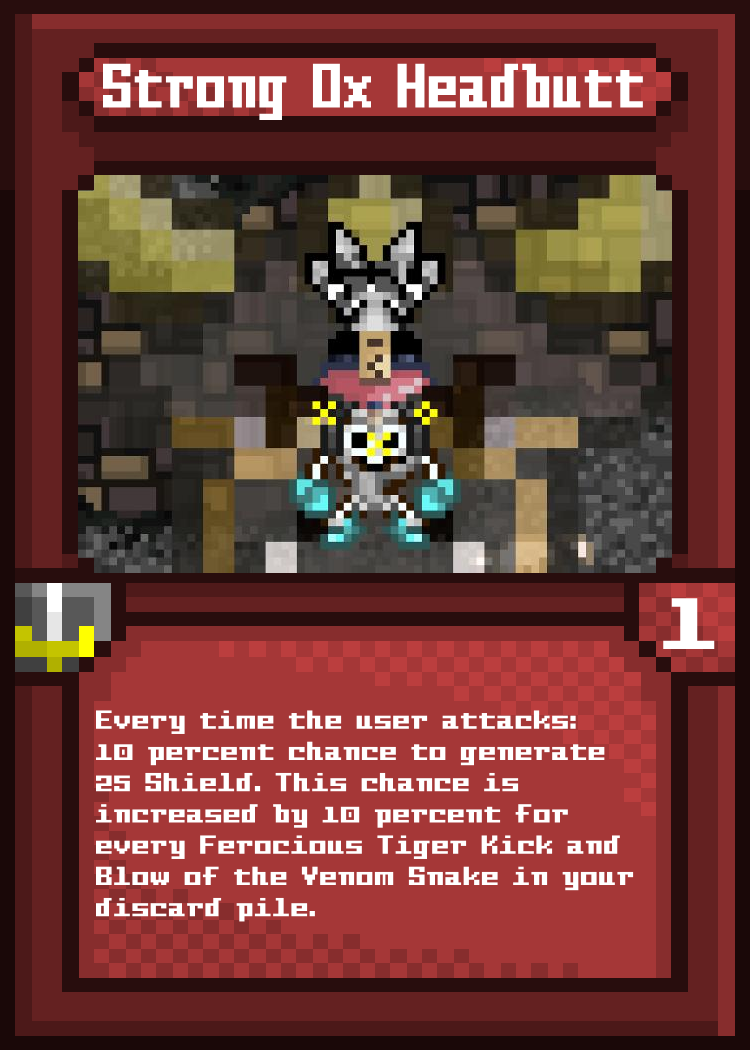 Strong Ox Headbutt
1
Every time the user attacks:
10 percent chance to generate
25 Shield. This chance is
increased by 10 percent for
every Ferocious Tiger Kick and
Blow of the Venom Snake in your
discard pile.